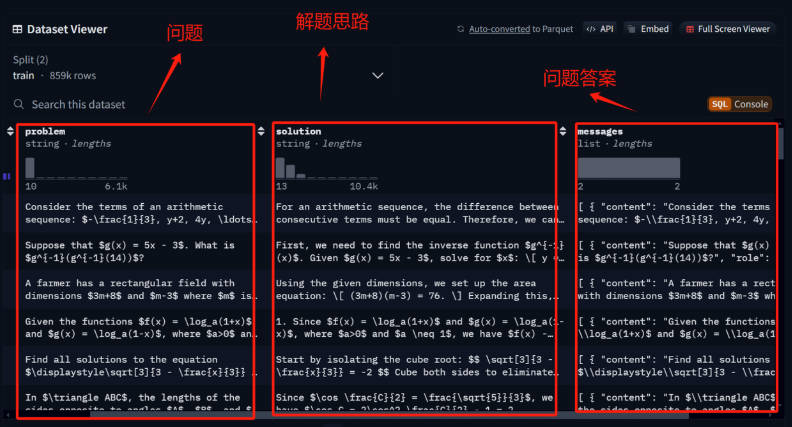 Dataset Viewer
问题
解题思路
Auto-converted to Parquet
API
Embed
Full Screen Viewer
Split (2)
train · 859k rows
问题答案
Search this dataset
SQL Console
problem
string · lengths
10 6.1k
solution
string · lengths
13 10.4k
messages
list · lengths
2 2
Consider the terms of an arithmetic
sequence: $-\frac{1}{3}, y+2, 4y, \ldots…
For an arithmetic sequence, the difference between
consecutive terms must be equal. Therefore, we can…
[ { "content": "Consider the terms
sequence: $-\\frac{1}{3}, y+2, 4y,
Suppose that $g(x) = 5x - 3$. What is
$g^{-1}(g^{-1}(14))$?
First, we need to find the inverse function $g^{-1}
(x)$. Given $g(x) = 5x - 3$, solve for $x$: \[ y =…
[ { "content": "Suppose that $g(x)
is $g^{-1}(g^{-1}(14))$?", "role":
A farmer has a rectangular field with
dimensions $3m+8$ and $m-3$ where $m$ is…
Using the given dimensions, we set up the area
equation: \[ (3m+8)(m-3) = 76. \] Expanding this,…
[ { "content": "A farmer has a rect
with dimensions $3m+8$ and $m-3$ wh
Given the functions $f(x) = \log_a(1+x)$
and $g(x) = \log_a(1-x)$, where $a>0$ an…
1. Since $f(x) = \log_a(1+x)$ and $g(x) = \log_a(1-
x)$, where $a>0$ and $a \neq 1$, we have $f(x) -…
[ { "content": "Given the functions
\\log_a(1+x)$ and $g(x) = \\log_a(1
Find all solutions to the equation
$\displaystyle\sqrt[3]{3 - \frac{x}{3}} =
Start by isolating the cube root: $$ \sqrt[3]{3 -
\frac{x}{3}} = -2 $$ Cube both sides to eliminate…
[ { "content": "Find all solutions
$\\displaystyle\\sqrt[3]{3 - \\frac
In $\triangle ABC$, the lengths of the
sides opposite to angles $A$, $B$, and $
Since $\cos \frac{C}{2} = \frac{\sqrt{5}}{3}$, we
have $\cos C = 2\cos^2 \frac{C}{2} - 1 = 2
[ { "content": "In $\\triangle ABC$
the sides opposite to angles $A$, $